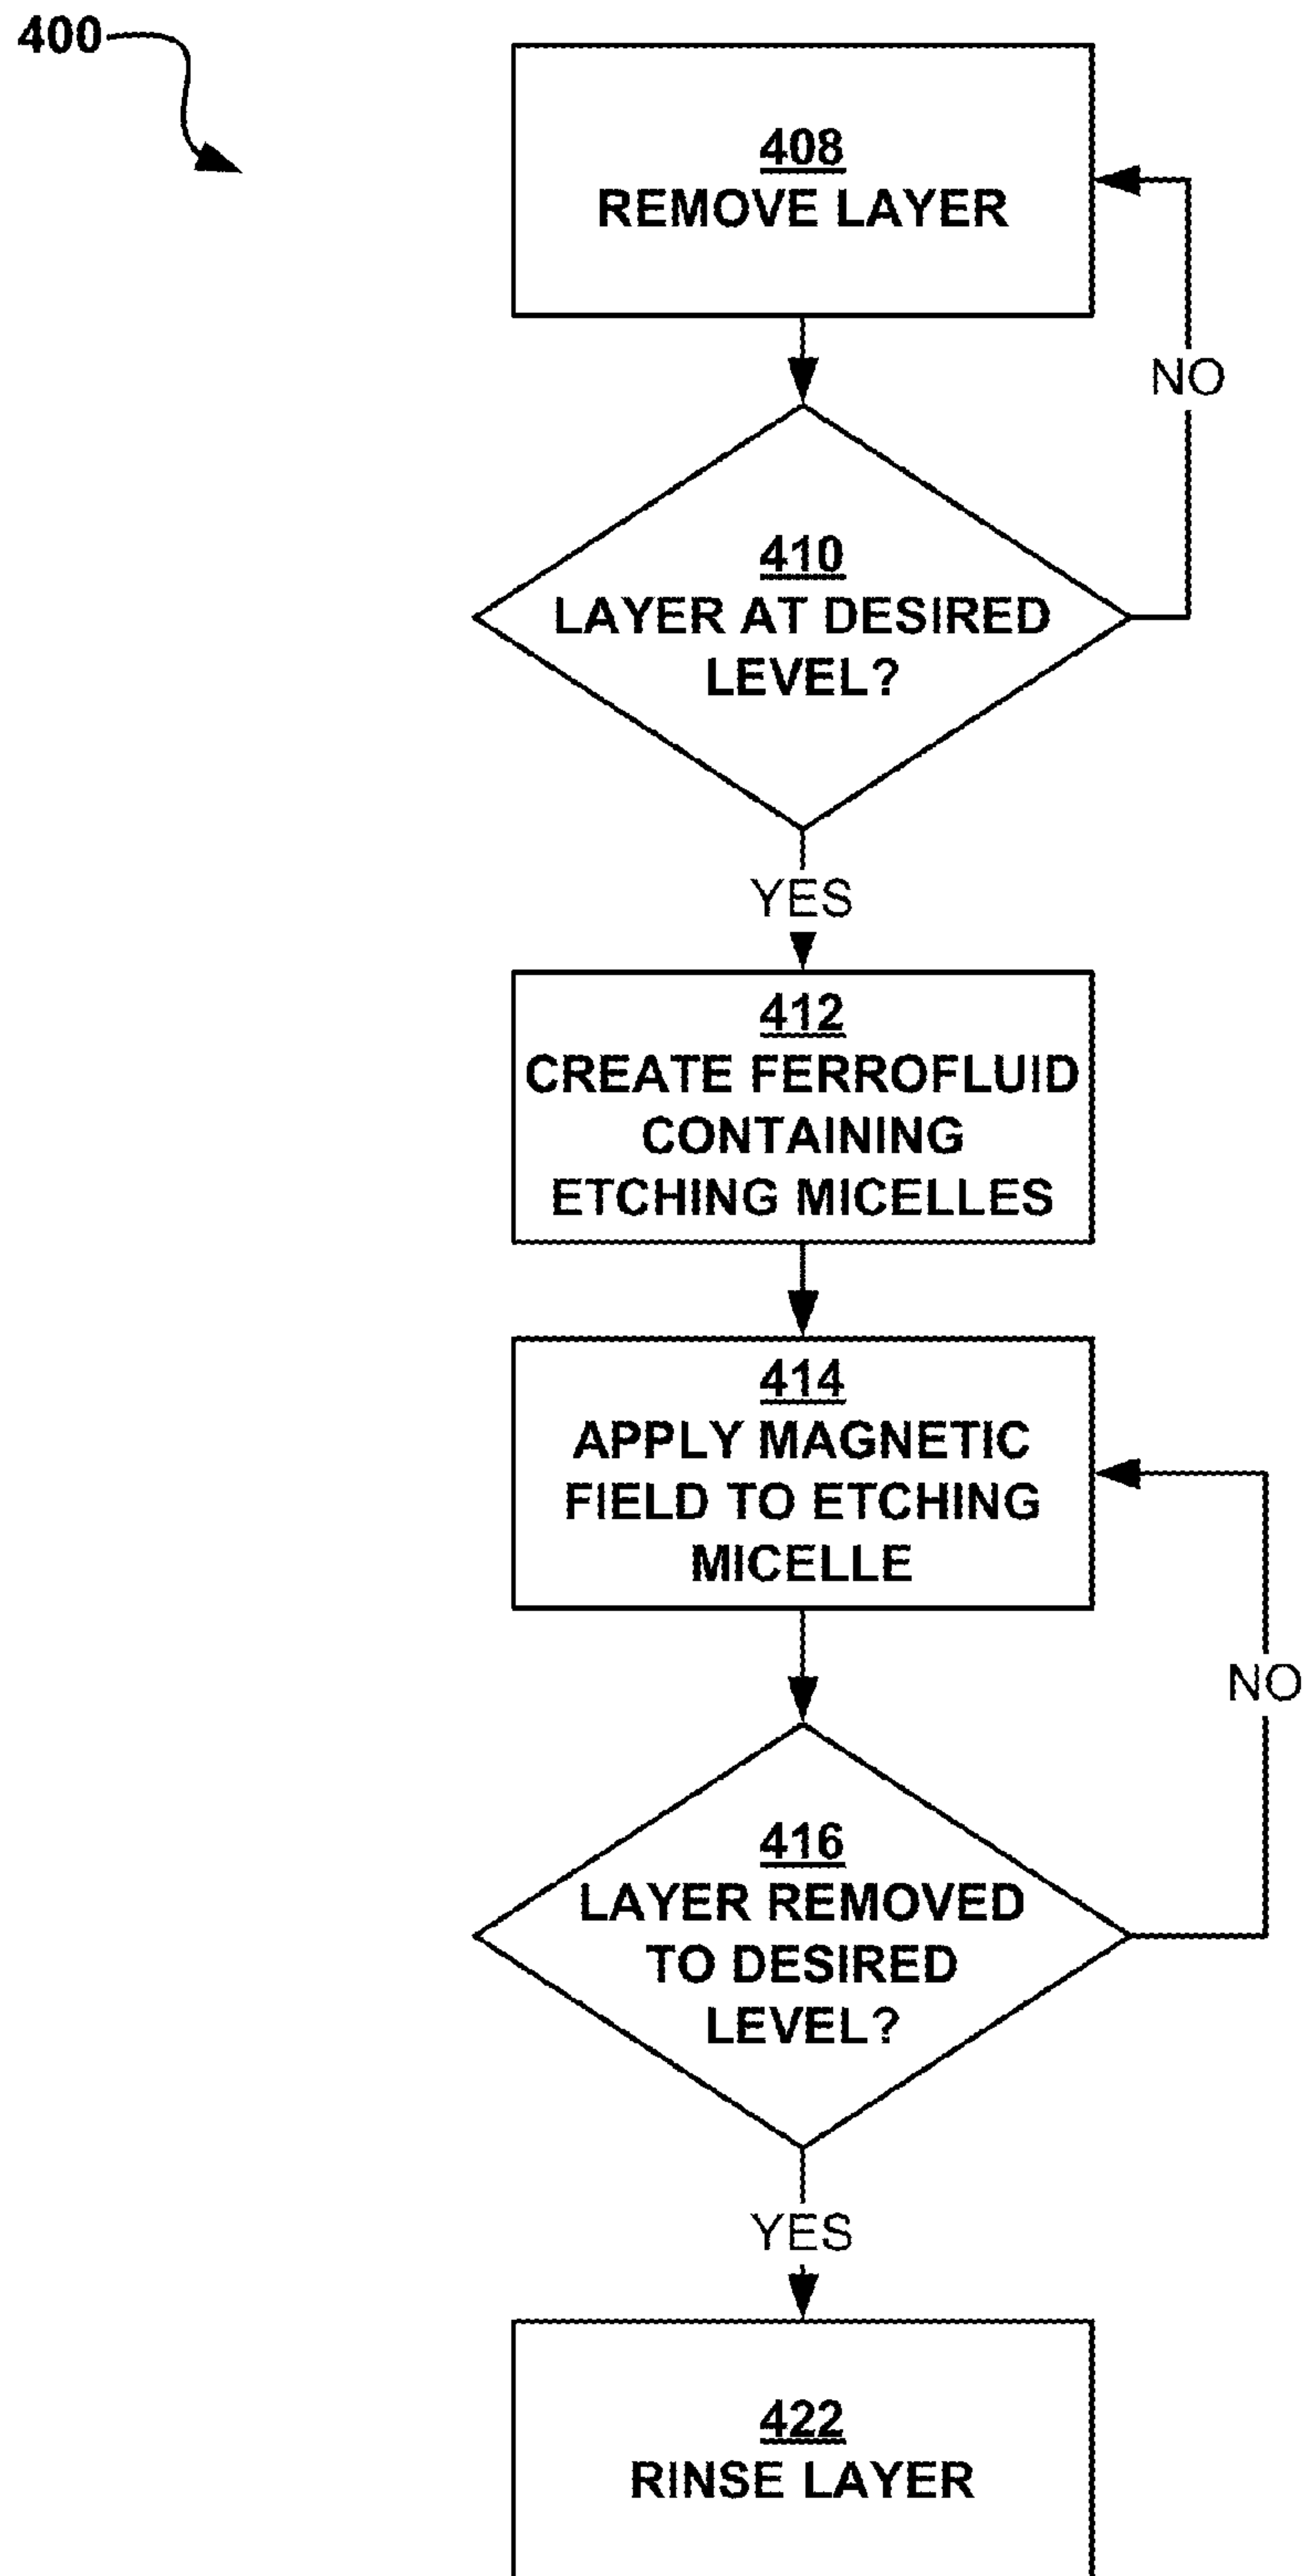 400
408
REMOVE LAYER
NO
410
LAYER AT DESIRED
LEVEL?
YES
412
CREATE FERROFLUID
CONTAINING
ETCHING MICELLES
414
APPLY MAGNETIC
FIELD TO ETCHING
MICELLE
NO
416
LAYER REMOVED
TO DESIRED
LEVEL?
YES
422
RINSE LAYER